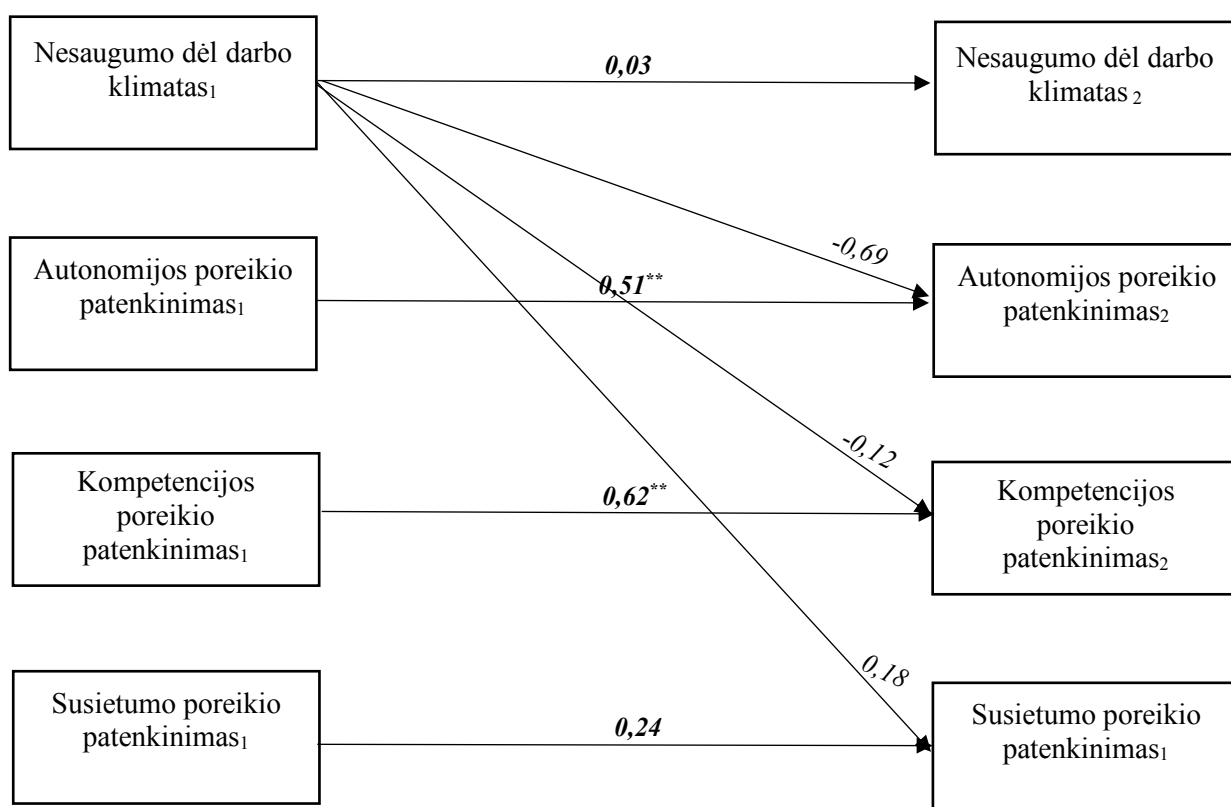 Nesaugumo dėl darbo
klimatas₁
0,03
Nesaugumo dėl darbo
klimatas ₂
-0,69
Autonomijos poreikio
patenkinimas₁
0,51**
Autonomijos poreikio
patenkinimas₂
-0,12
Kompetencijos
poreikio
patenkinimas₁
0,62**
Kompetencijos
poreikio
patenkinimas₂
0,18
Susietumo poreikio
patenkinimas₁
0,24
Susietumo poreikio
patenkinimas₁